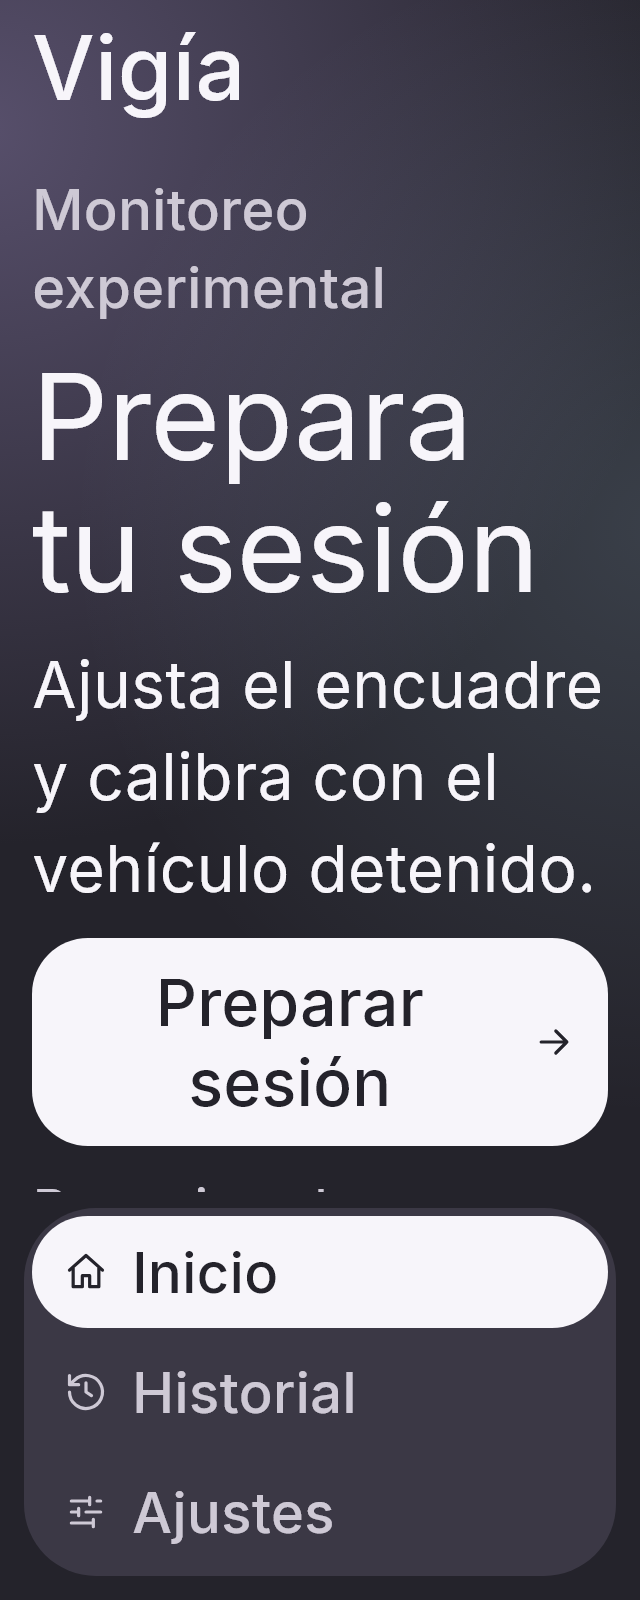 Vigía
Monitoreo
experimental
Prepara
tu sesión
Ajusta el encuadre
y calibra con el
vehículo detenido.
Preparar
sesión
Inicio
Historial
Ajustes